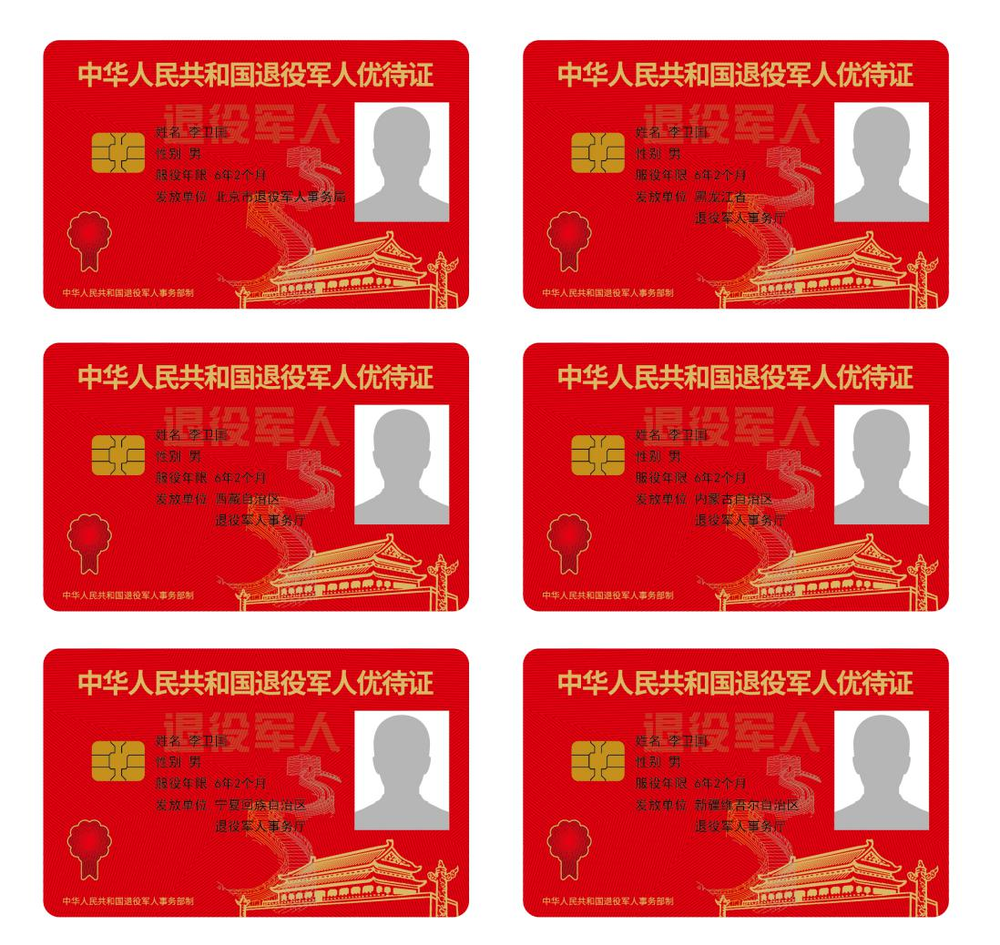 中华人民共和国退役军人优待证
退役军人
姓名 李卫国
性别 男
服役年限 6年2个月
发放单位 北京市退役军人事务局
中华人民共和国退役军人事务部制
中华人民共和国退役军人优待证
退役军人
姓名 李卫国
性别 男
服役年限 6年2个月
发放单位 黑龙江省
退役军人事务厅
中华人民共和国退役军人事务部制
中华人民共和国退役军人优待证
退役军人
姓名 李卫国
性别 男
服役年限 6年2个月
发放单位 西藏自治区
退役军人事务厅
中华人民共和国退役军人事务部制
中华人民共和国退役军人优待证
退役军人
姓名 李卫国
性别 男
服役年限 6年2个月
发放单位 内蒙古自治区
退役军人事务厅
中华人民共和国退役军人事务部制
中华人民共和国退役军人优待证
退役军人
姓名 李卫国
性别 男
服役年限 6年2个月
发放单位 宁夏回族自治区
退役军人事务厅
中华人民共和国退役军人事务部制
中华人民共和国退役军人优待证
退役军人
姓名 李卫国
性别 男
服役年限 6年2个月
发放单位 新疆维吾尔自治区
退役军人事务厅
中华人民共和国退役军人事务部制